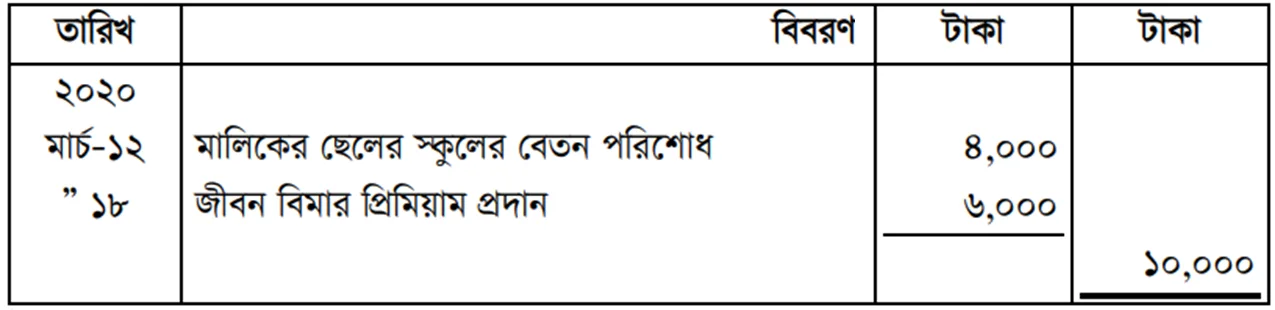 তারিখ বিবরণ টাকা টাকা
২০২০
মার্চ-১২ মালিকের ছেলের স্কুলের বেতন পরিশোধ ৪,০০০
” ১৮ জীবন বিমার প্রিমিয়াম প্রদান ৬,০০০
১০,০০০